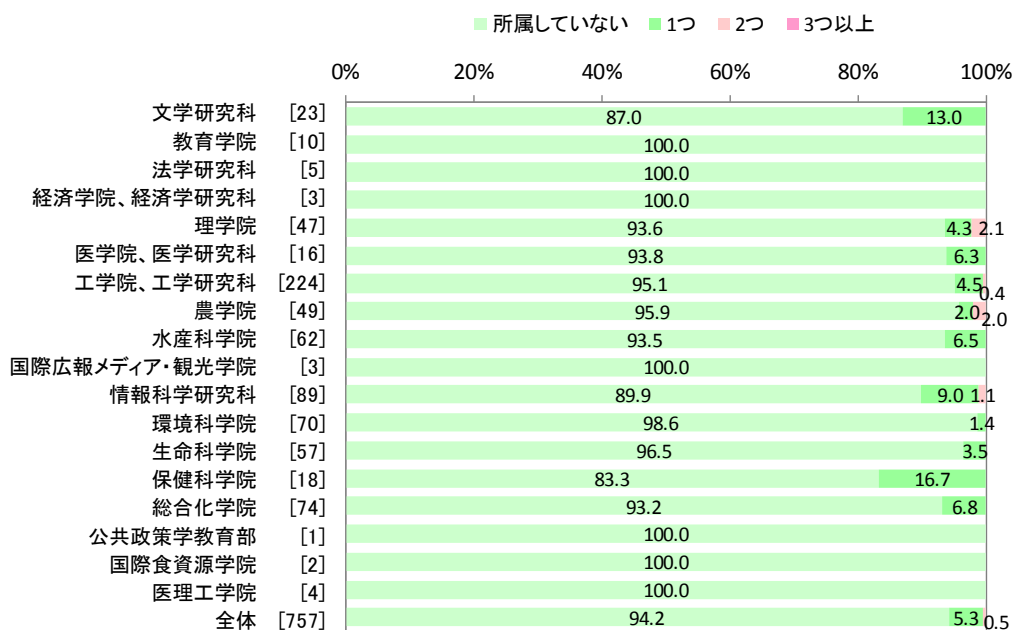 所属していない 1つ 2つ 3つ以上
0% 20% 40% 60% 80% 100%
文学研究科 [23] 87.0 13.0
教育学院 [10] 100.0
法学研究科 [5] 100.0
経済学院、経済学研究科 [3] 100.0
理学院 [47] 93.6 4.3 2.1
医学院、医学研究科 [16] 93.8 6.3
工学院、工学研究科 [224] 95.1 4.5 0.4
農学院 [49] 95.9 2.0 2.0
水産科学院 [62] 93.5 6.5
国際広報メディア・観光学院 [3] 100.0
情報科学研究科 [89] 89.9 9.0 1.1
環境科学院 [70] 98.6 1.4
生命科学院 [57] 96.5 3.5
保健科学院 [18] 83.3 16.7
総合化学院 [74] 93.2 6.8
公共政策学教育部 [1] 100.0
国際食資源学院 [2] 100.0
医理工学院 [4] 100.0
全体 [757] 94.2 5.3 0.5